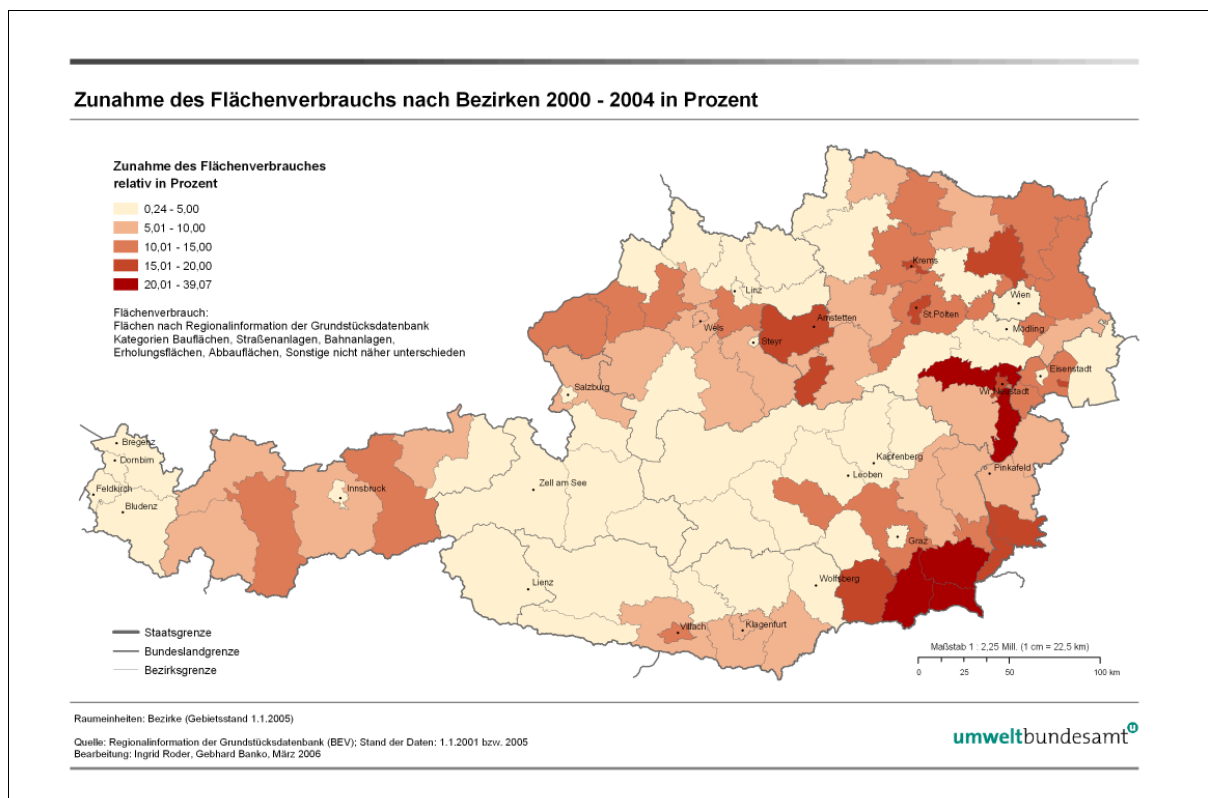 Zunahme des Flächenverbrauchs nach Bezirken 2000 - 2004 in Prozent
Zunahme des Flächenverbrauches
relativ in Prozent
0,24 - 5,00
5,01 - 10,00
10,01 - 15,00
15,01 - 20,00
20,01 - 39,07
Flächenverbrauch:
Flächen nach Regionalinformation der Grundstücksdatenbank
Kategorien Bauflächen, Straßenanlagen, Bahnanlagen,
Erholungsflächen, Abbauflächen, Sonstige nicht näher unterschieden
Krems
Linz
Wien
St.Pölten
Amstetten
Wels
Mödling
Steyr
Eisenstadt
Salzburg
Wr.Neustadt
Bregenz
Dornbirn
Kapfenberg
Pinkafeld
Leoben
Zell am See
Innsbruck
Feldkirch
Bludenz
Graz
Lienz
Wolfsberg
Villach
Klagenfurt
Staatsgrenze
Bundeslandgrenze
Bezirksgrenze
Maßstab 1 : 2,25 Mill. (1 cm = 22,5 km)
0 25 50 100 km
Raumeinheiten: Bezirke (Gebietsstand 1.1.2005)
Quelle: Regionalinformation der Grundstücksdatenbank (BEV); Stand der Daten: 1.1.2001 bzw. 2005
Bearbeitung: Ingrid Roder, Gebhard Banko, März 2006
umweltbundesamt u